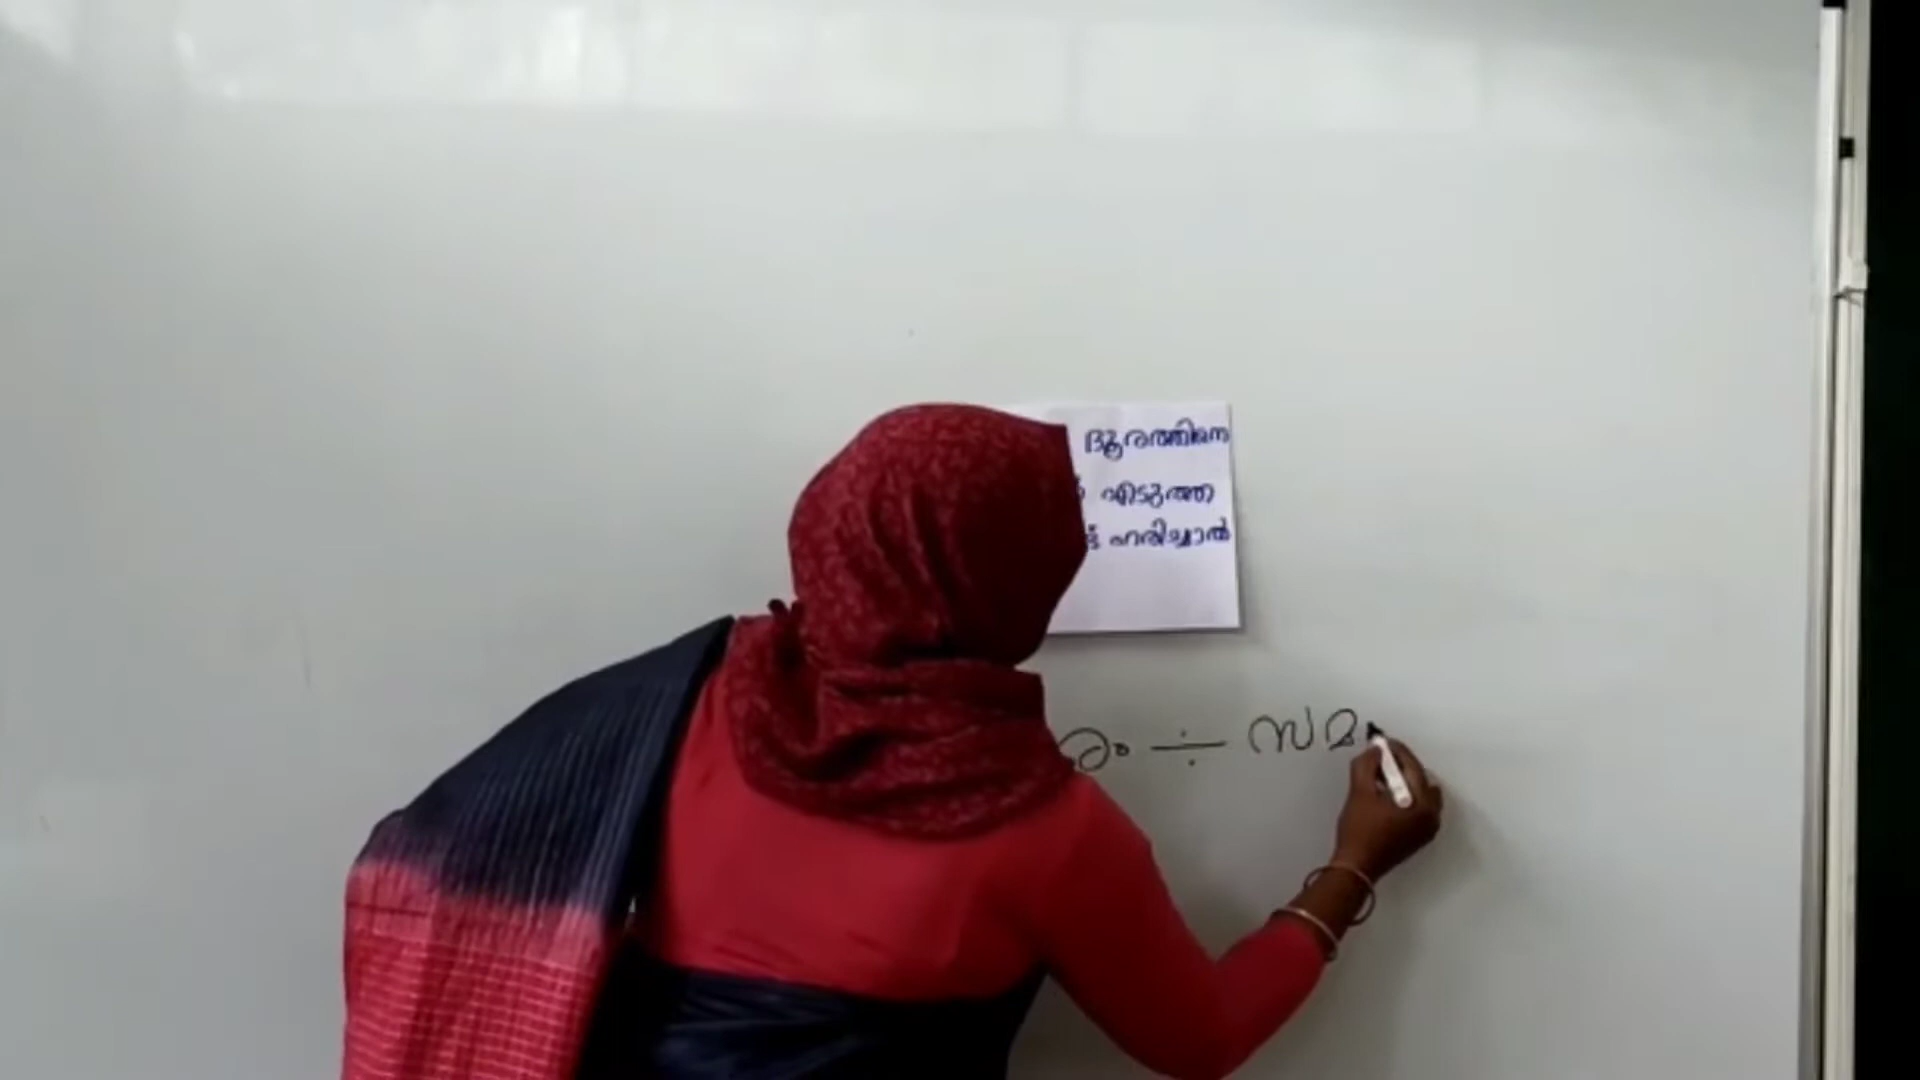 ദൂരത്തിനെ
എടുത്ത
ഹരിച്ചാൽ
രം ÷ സമ